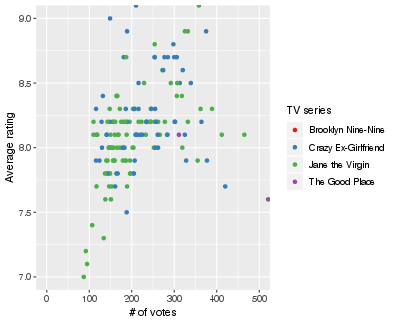 9.0
8.5
8.0
7.5
7.0
Average rating
0
100
200
300
400
500
# of votes
TV series
Brooklyn Nine-Nine
Crazy Ex-Girlfriend
Jane the Virgin
The Good Place